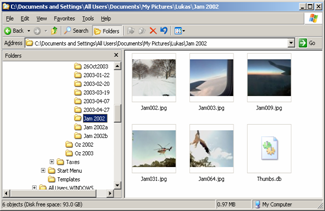 C:\Documents and Settings\All Users\Documents\My Pictures\Lukas\Jam 2002
File Edit View Favorites Tools Help
Back Search Folders
Address C:\Documents and Settings\All Users\Documents\My Pictures\Lukas\Jam 2002 Go
Folders
26Oct2003
2003-01-22
2003-02-20
2003-03-19
2003-04-07
2003-04-27
Jam 2002
Jam 2002a
Jam 2002b
Oz 2002
Oz 2003
Taxes
Start Menu
Templates
All Users.WINDOWS
Jam002.jpg Jam003.jpg Jam009.jpg
Jam031.jpg Jam064.jpg Thumbs.db
6 objects (Disk free space: 93.0 GB) 0.97 MB My Computer